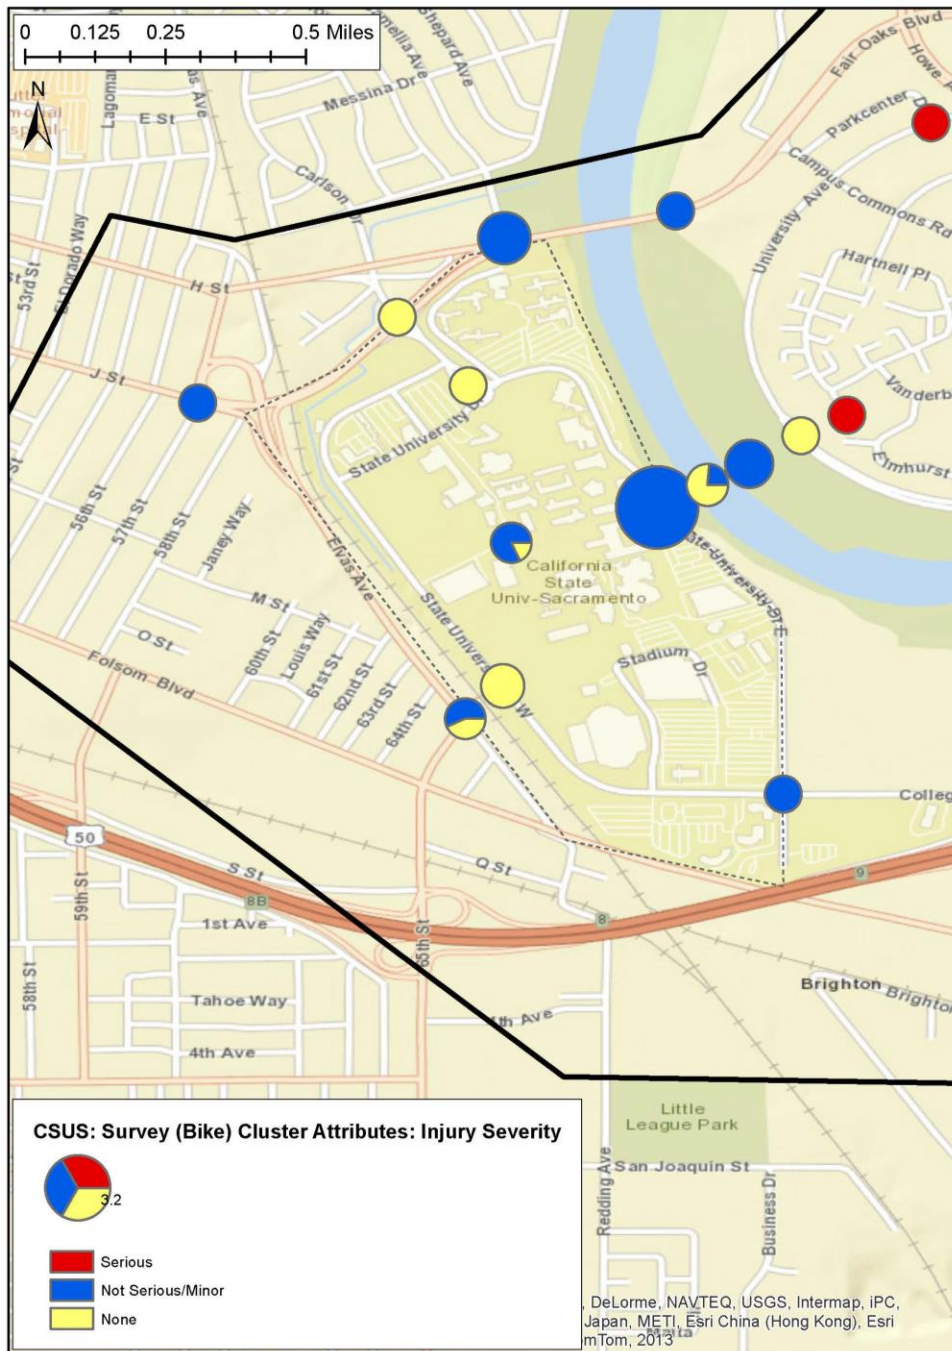 0 0.125 0.25 0.5 Miles
N
Shepard Ave
Messina Dr
E St
Carlson Dr
Fair Oaks Blvd
Parkcenter
Campus Commons Rd
University Ave
Hartnell Pl
53rd St
El Dorado Way
H St
J St
Elmhurst
State University
56th St
57th St
58th St
Janey Way
Elvas Ave
California
State
Univ-Sacramento
M St
O St
60th St
Louis Way
61st St
62nd St
63rd St
64th St
Folsom Blvd
State Univers
W
ate University Dr E
Stadium Dr
Colleg
50
59th St
S St
Q St
8B
8
9
1st Ave
65th St
58th St
Tahoe Way
4th Ave
4th Ave
Brighton
Brighton
Little
League Park
San Joaquin St
Redding Ave
Business Dr
CSUS: Survey (Bike) Cluster Attributes: Injury Severity
3.2
Serious
Not Serious/Minor
None
, DeLorme, NAVTEQ, USGS, Intermap, iPC,
Japan, METI, Esri China (Hong Kong), Esri
omTom, 2013